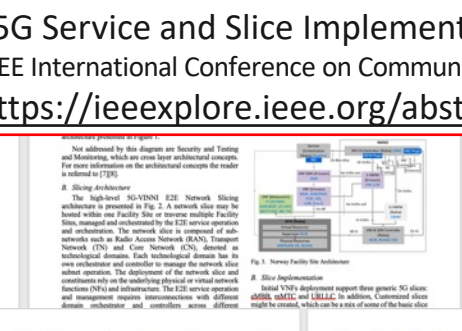 5G Service and Slice Implement
EE International Conference on Commun
ttps://ieeexplore.ieee.org/abst
architecture presented in Figure 1.
Not addressed by this diagram are Security and Testing
and Monitoring, which are cross layer architectural concepts.
For more information on the architectural concepts the reader
is referred to [7][8].
B. Slicing Architecture
The high-level 5G-VINNI E2E Network Slicing
architecture is presented in Fig. 2. A network slice may be
hosted within one Facility Site or traverse multiple Facility
Sites, managed and orchestrated by the E2E service operation
and orchestration. The network slice is composed of sub-
networks such as Radio Access Network (RAN), Transport
Network (TN) and Core Network (CN), denoted as
technological domains. Each technological domain has its
own orchestrator and controller to manage the network slice
subnet operation. The deployment of the network slice and
constituents rely on the underlying physical or virtual network
functions (NFs) and infrastructure. The E2E service operation
and management requires interconnections with different
domain orchestrators and controllers across different
Fig. 3. Norway Facility Site Architecture
B. Slice Implementation
Initial VNFs deployment support three generic 5G slices:
eMBB, mMTC and URLLC. In addition, Customized slices
might be created, which can be a mix of some of the basic slice